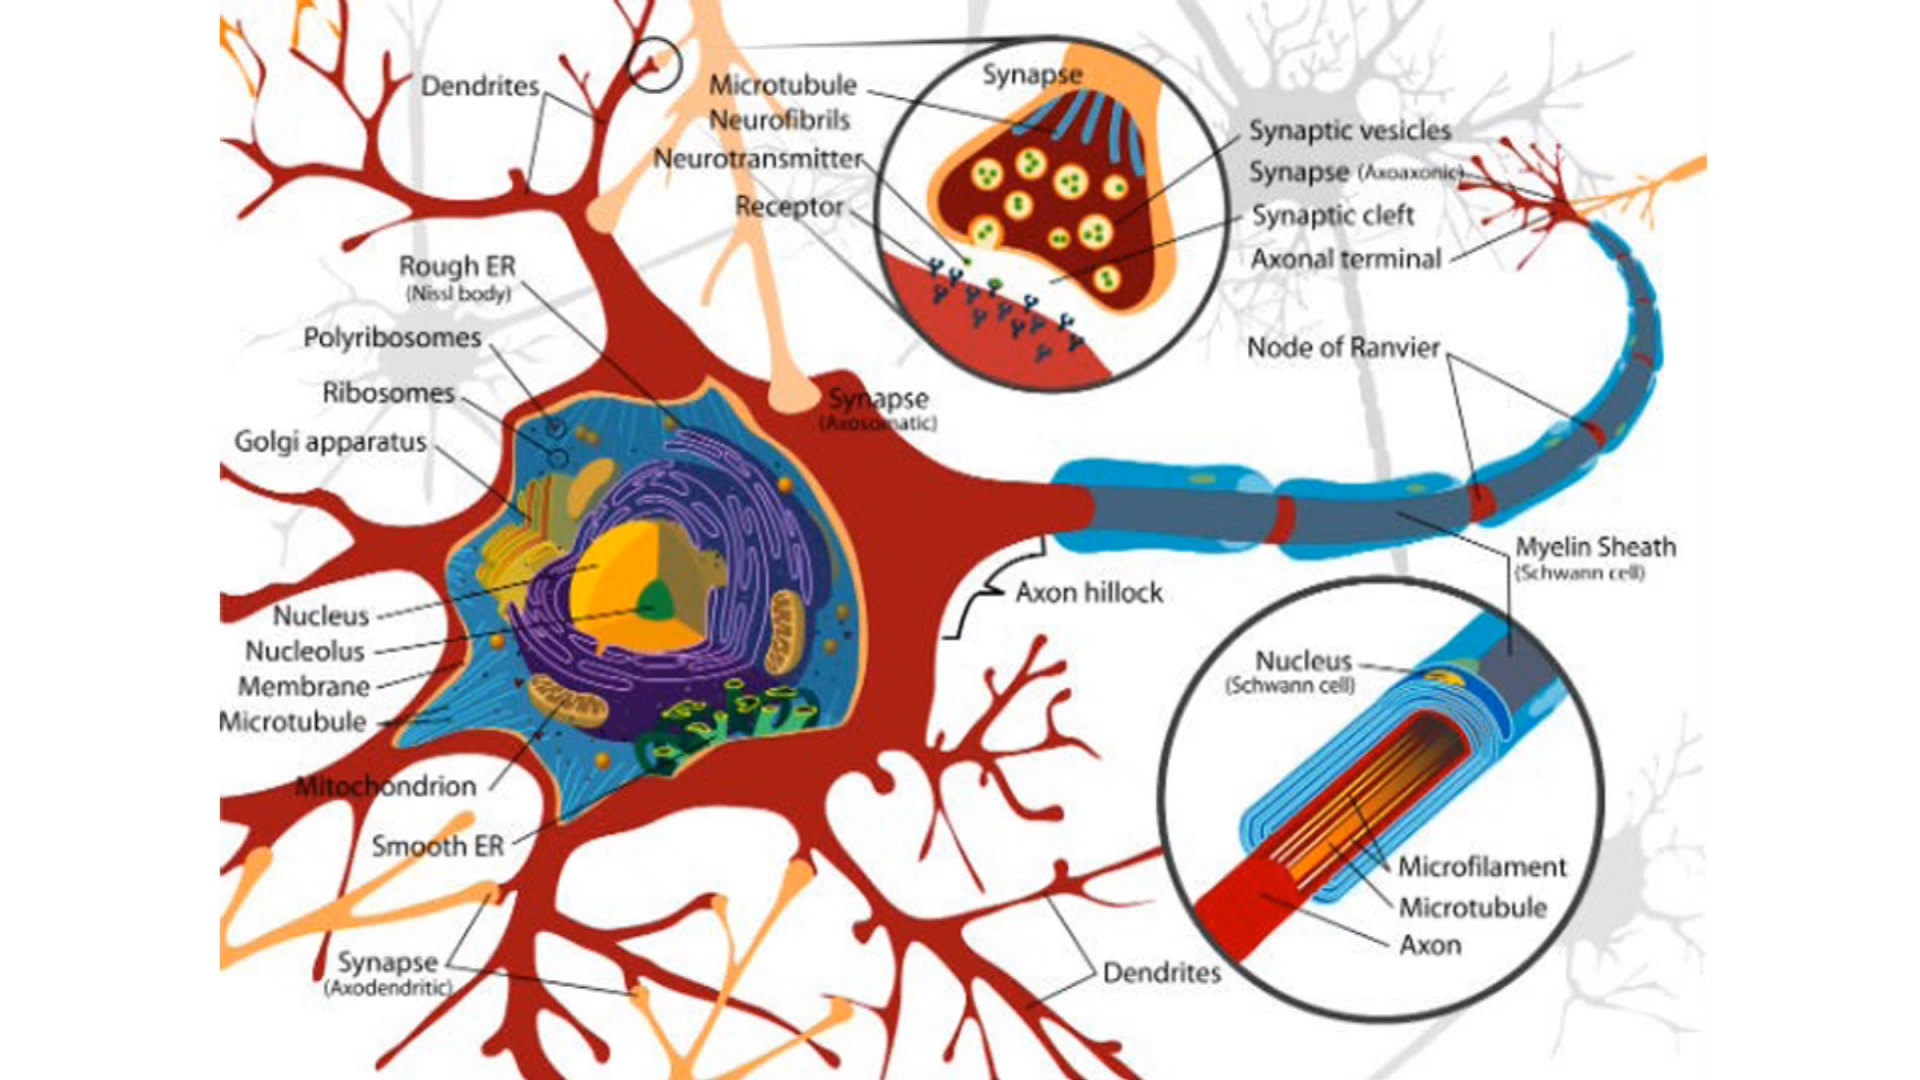 Dendrites
Microtubule
Neurofibrils
Neurotransmitter
Receptor
Synapse
Synaptic vesicles
Synapse (Axoaxonic)
Synaptic cleft
Axonal terminal
Rough ER
(Nissl body)
Polyribosomes
Ribosomes
Golgi apparatus
Synapse
(Axosomatic)
Node of Ranvier
Axon hillock
Myelin Sheath
(Schwann cell)
Nucleus
Nucleolus
Membrane
Microtubule
Mitochondrion
Smooth ER
Synapse
(Axodendritic)
Dendrites
Nucleus
(Schwann cell)
Microfilament
Microtubule
Axon